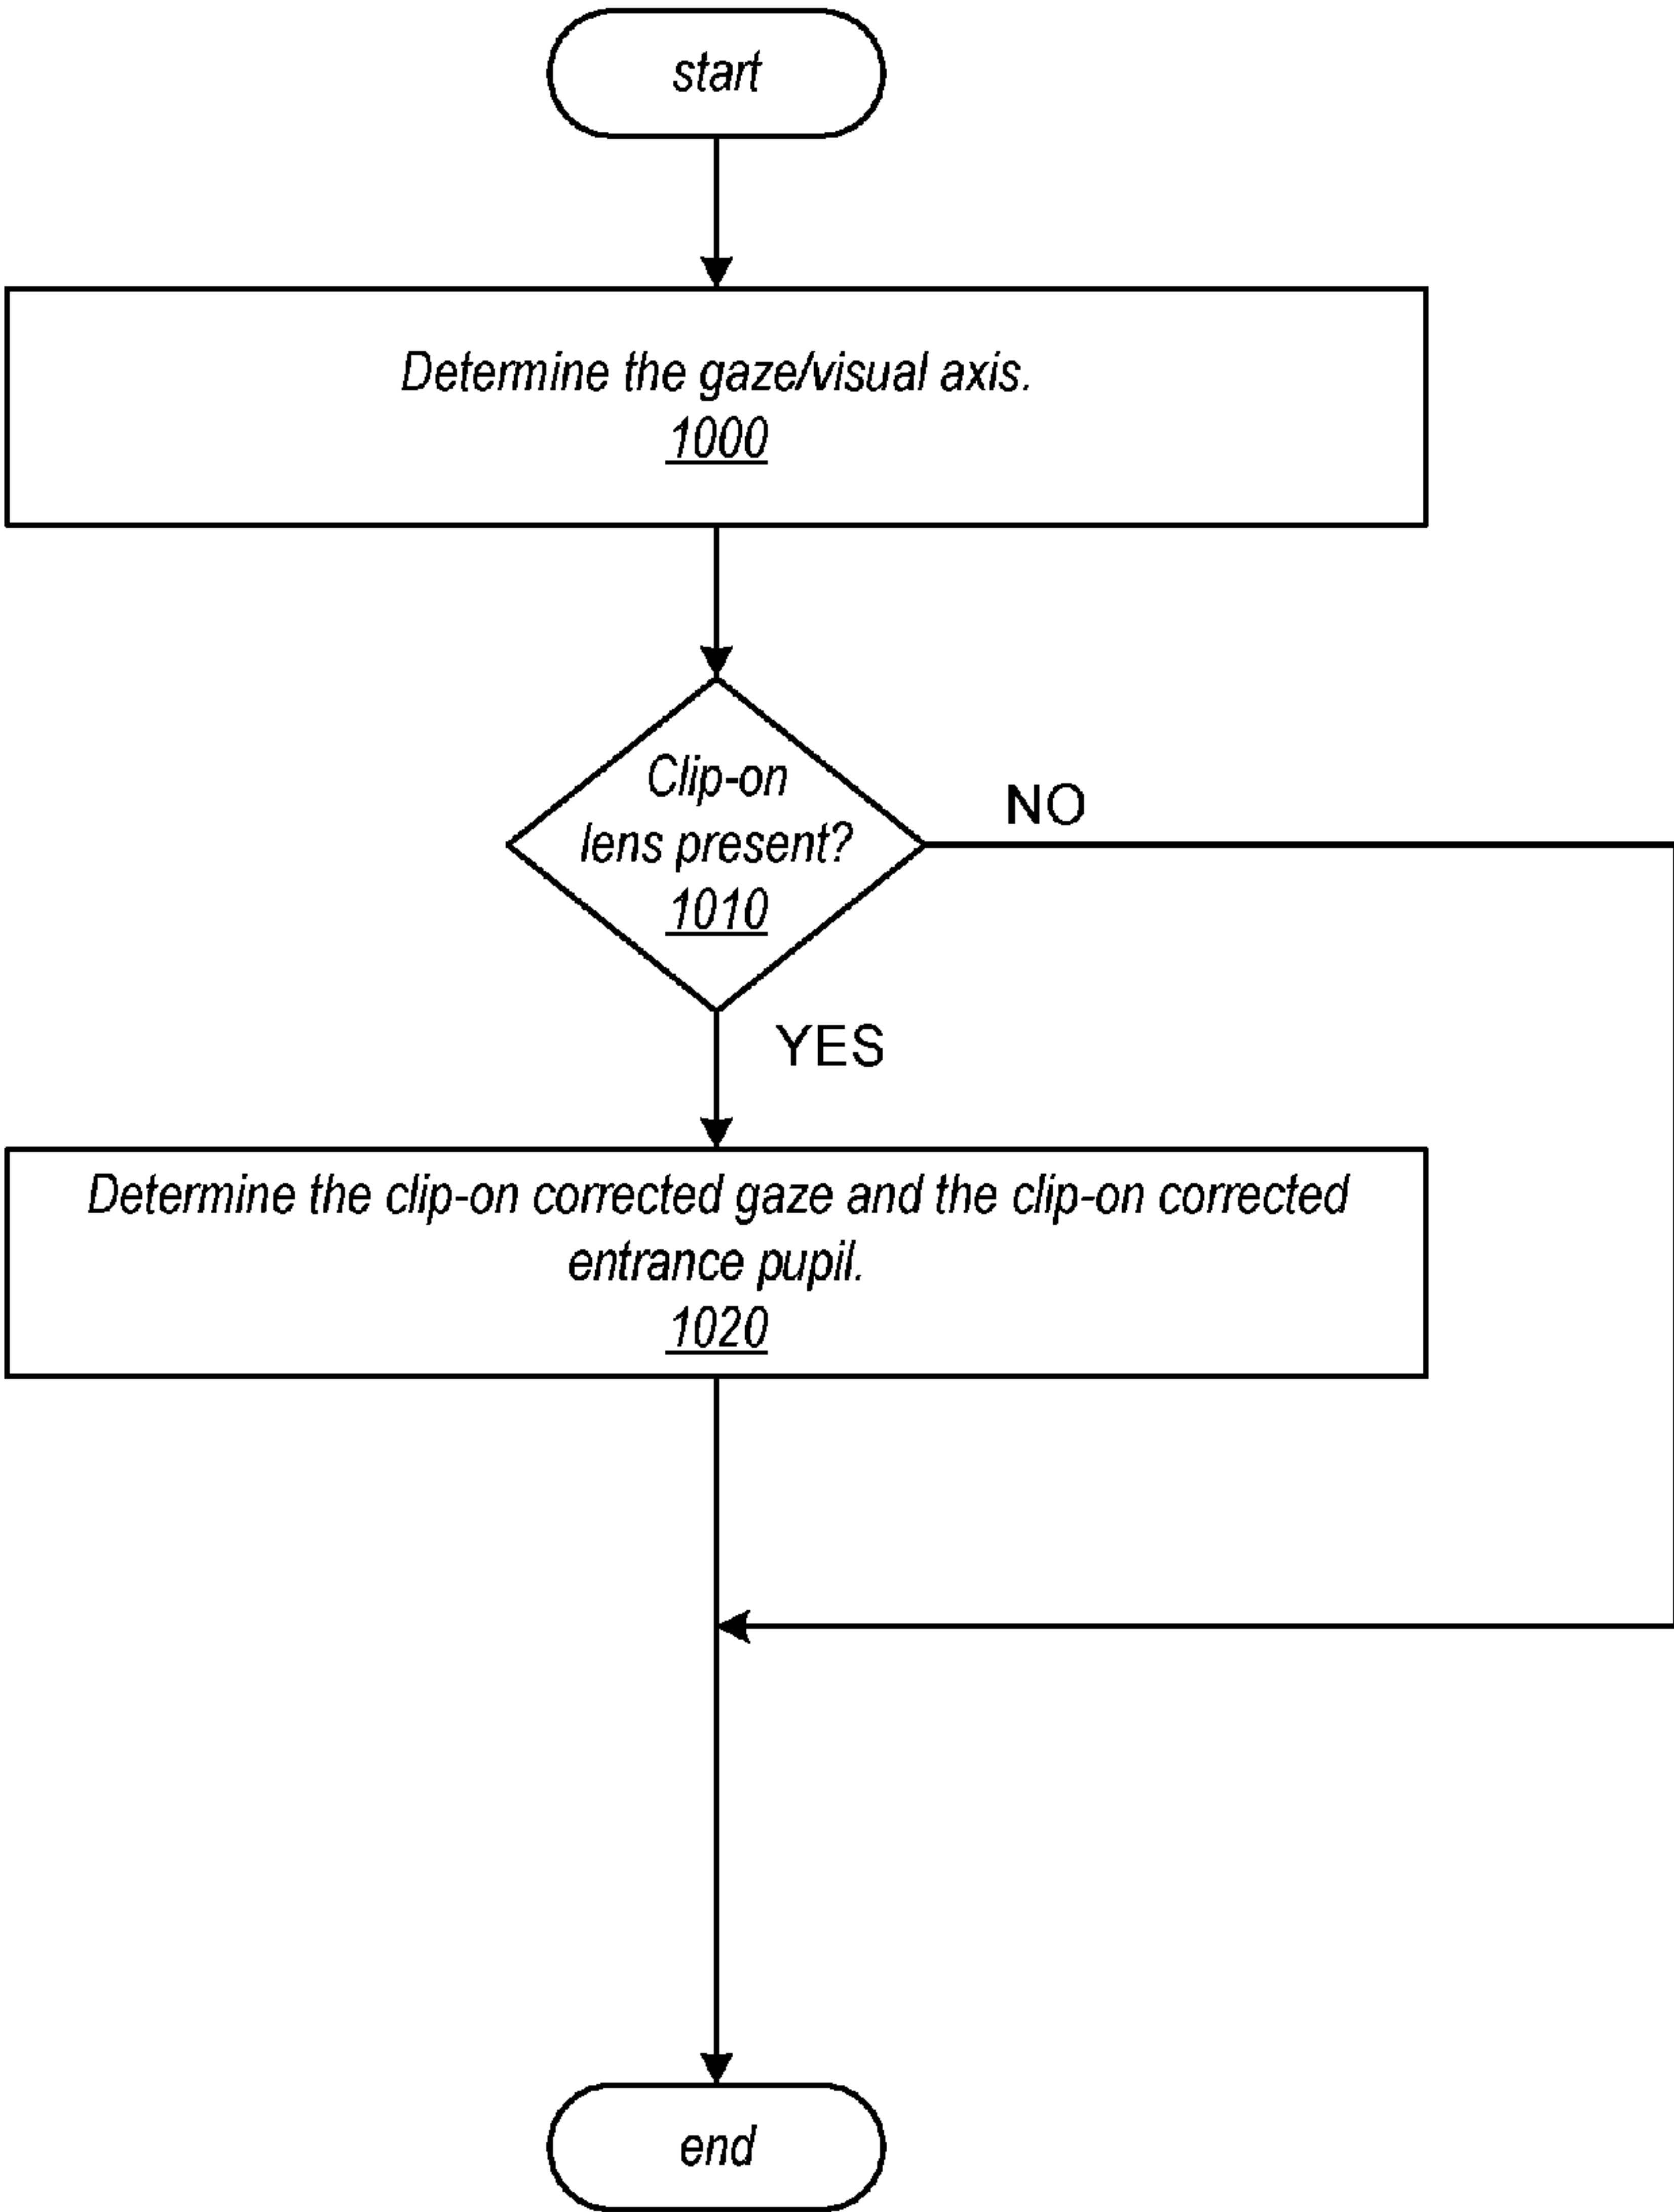 start
Determine the gaze/visual axis.
1000
Clip-on
lens present?
1010
NO
YES
Determine the clip-on corrected gaze and the clip-on corrected
entrance pupil.
1020
end